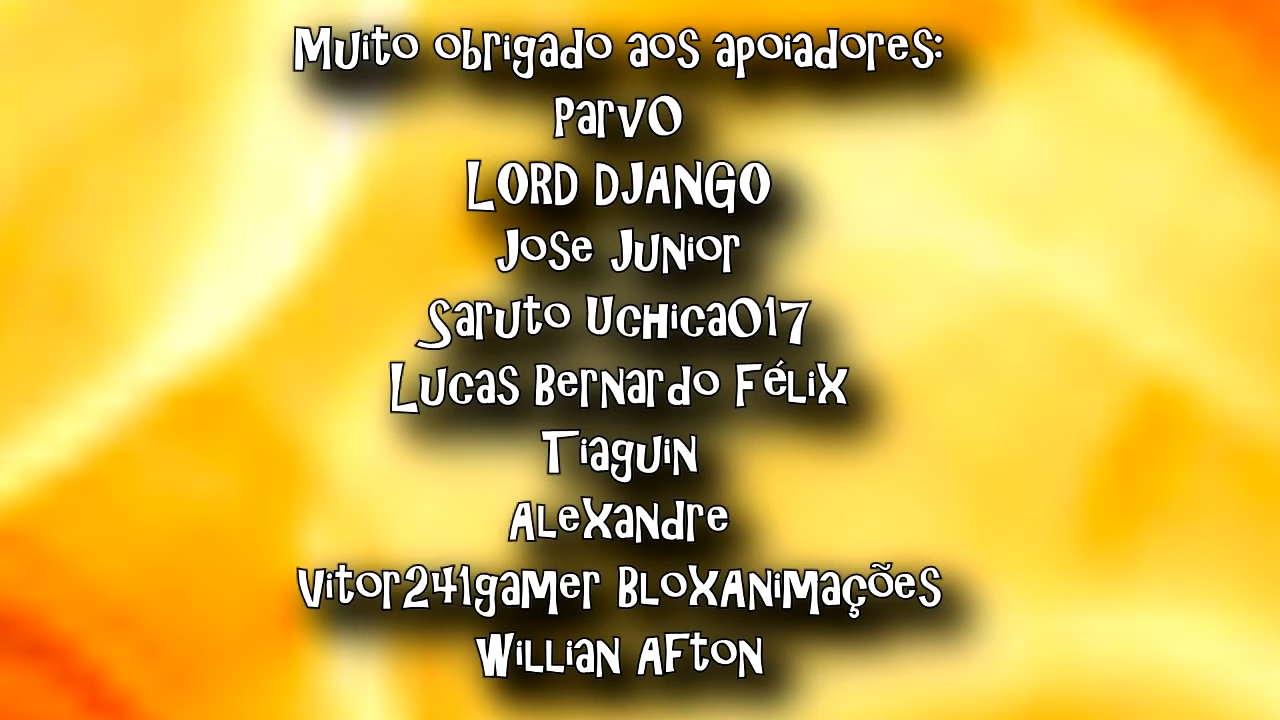 Muito obrigado aos apoiadores:
Parvo
LORD DJANGO
Jose Junior
Saruto Uchica017
Lucas Bernardo Félix
Tiaguin
Alexandre
Vitor241gamer BloxAnimações
Willian Afton